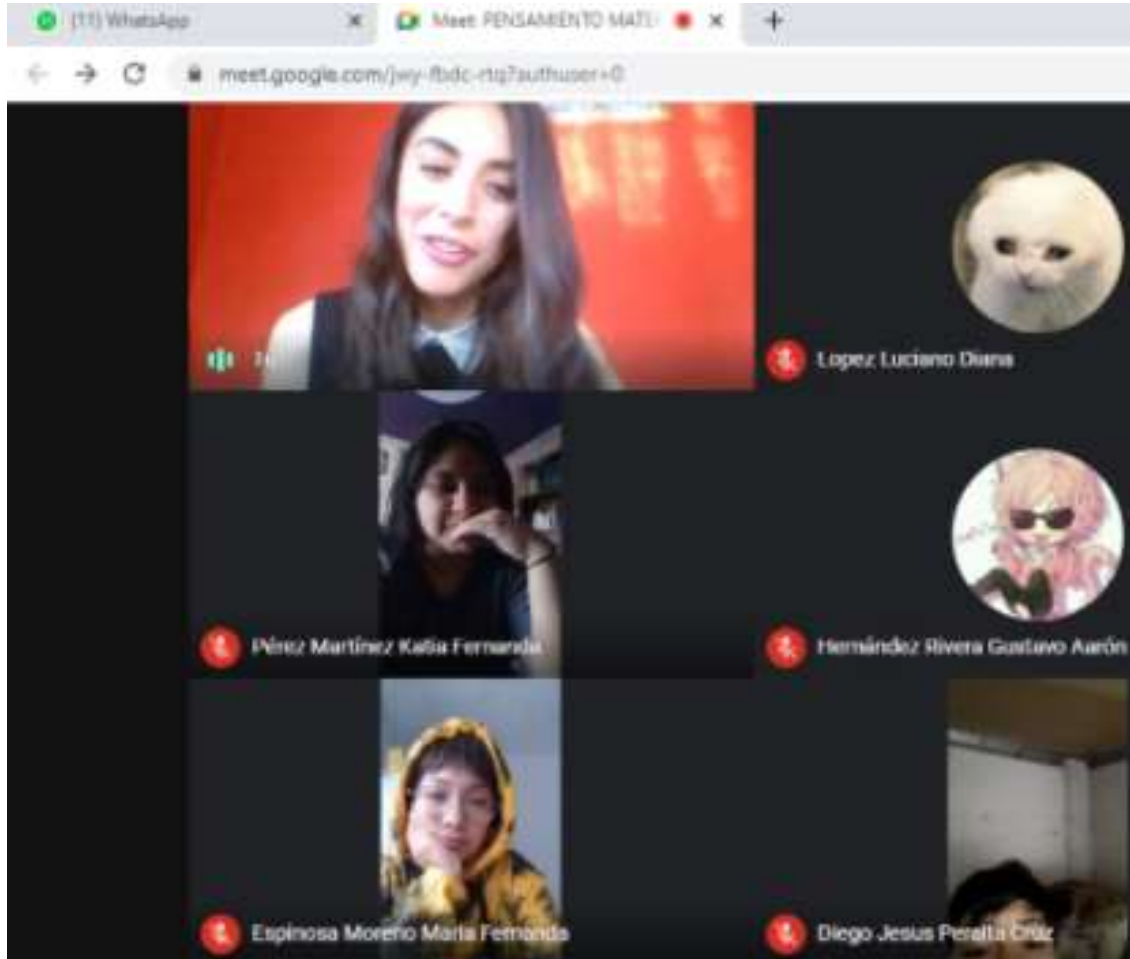 (11) WhatsApp
Meet: PENSAMIENTO MATE
meet.google.com/jwy-fbdc-rtq?authuser=0
Lopez Luciano Diana
Pérez Martínez Katia Fernanda
Hernández Rivera Gustavo Aarón
Espinosa Moreno Maria Fernanda
Diego Jesus Peralta Cruz